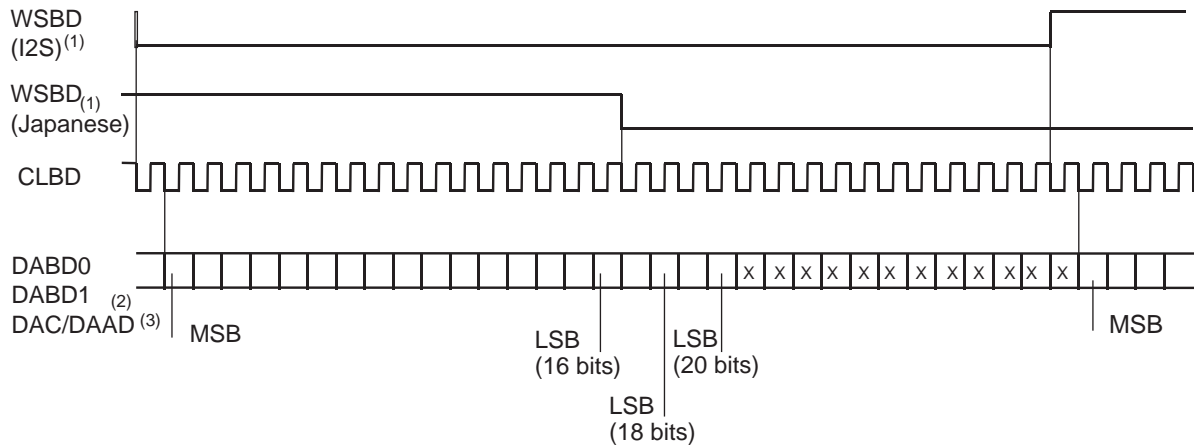 WSBD
(I2S)(1)
WSBD(1)
(Japanese)
CLBD
DABD0
X X X X X X X X X X X X
DABD1 (2)
DAC/DAAD (3)
MSB
LSB
(16 bits)
LSB
(20 bits)
MSB
LSB
(18 bits)